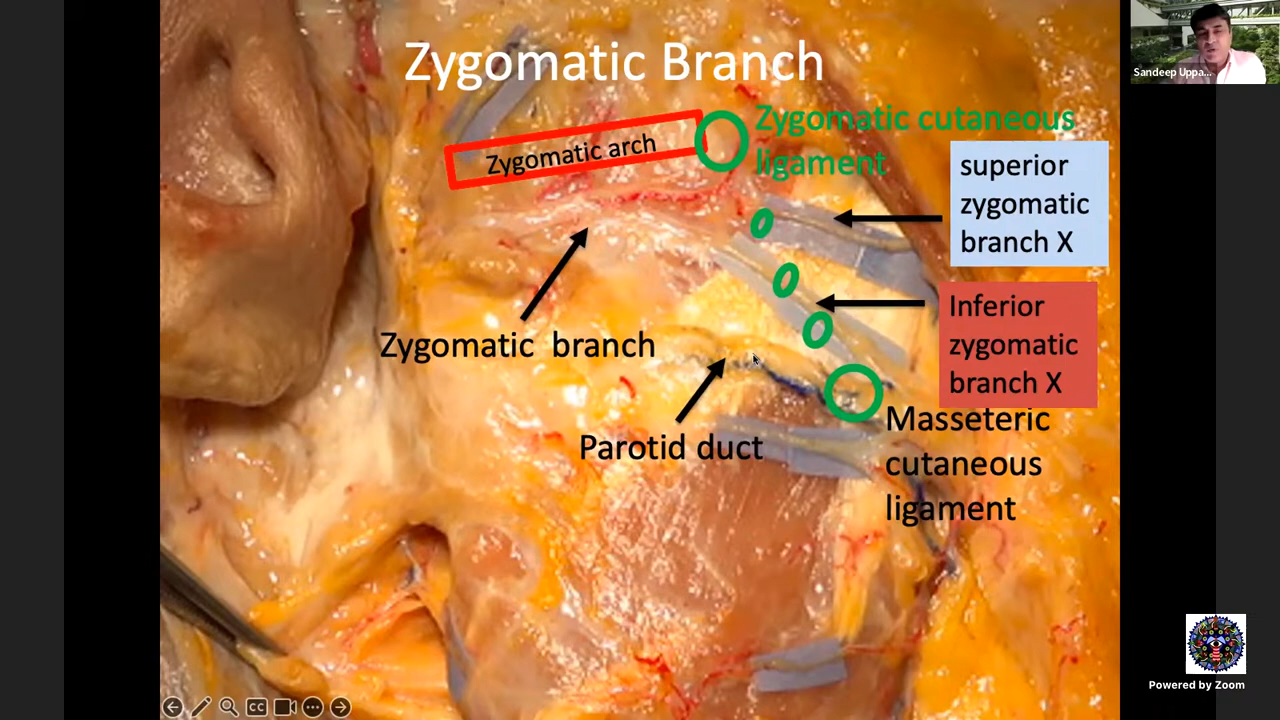 Zygomatic Branch
Sandeep Uppa...
Zygomatic cutaneous
ligament
Zygomatic arch
superior
zygomatic
branch X
Inferior
zygomatic
branch X
Zygomatic branch
Parotid duct
Masseteric
cutaneous
ligament
CC
Powered by Zoom